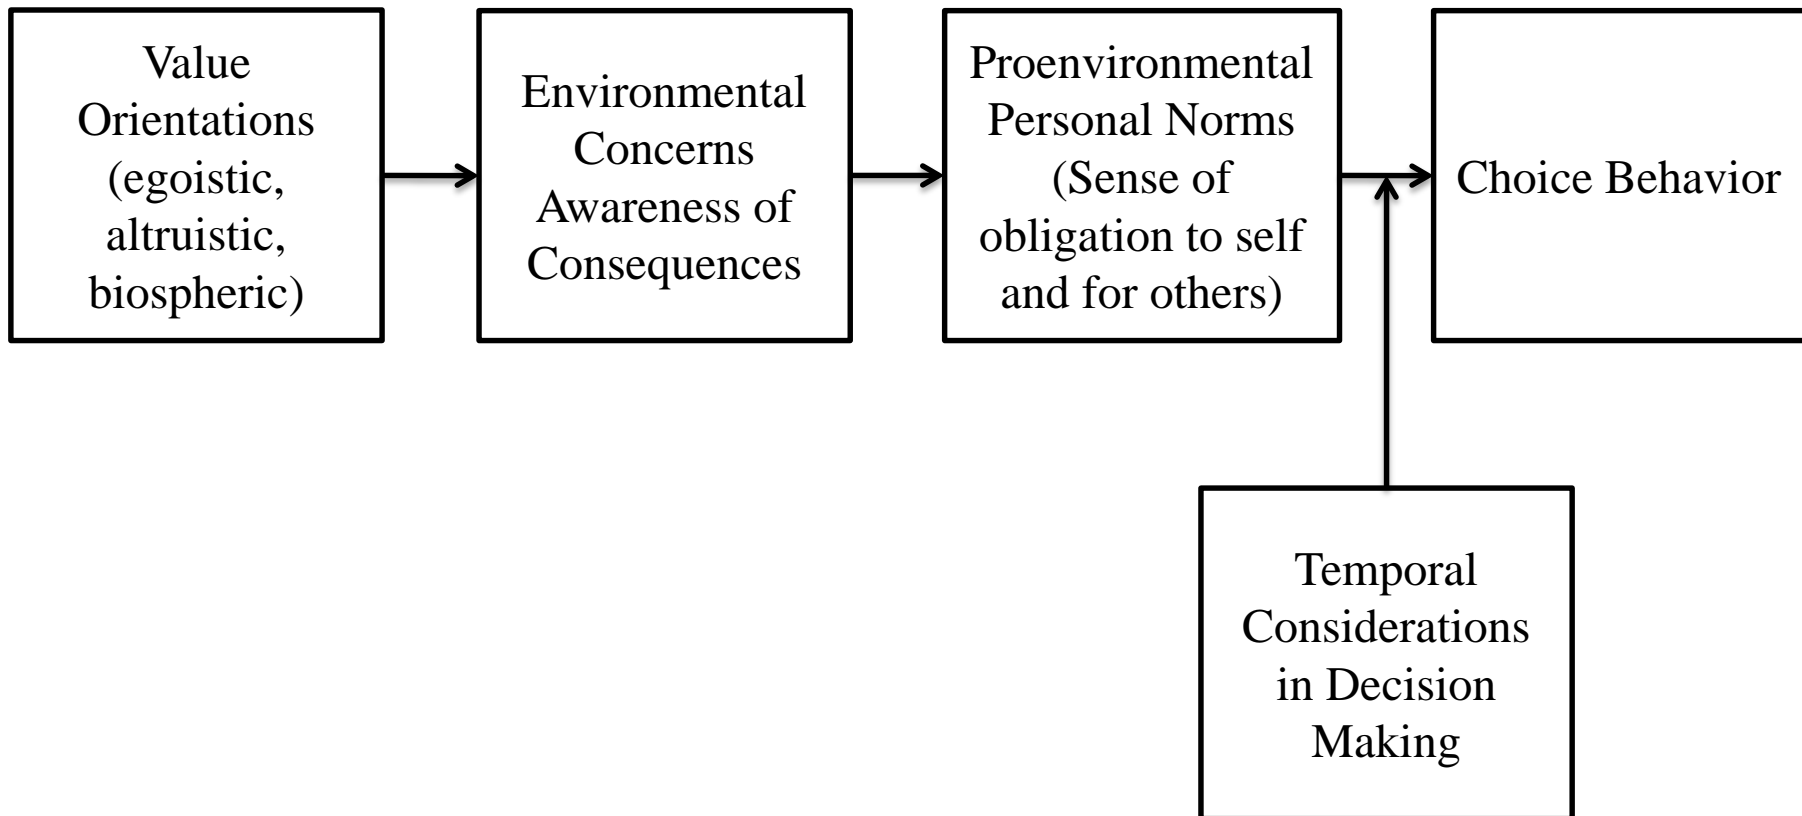 Value
Orientations
(egoistic,
altruistic,
biospheric)
Environmental
Concerns
Awareness of
Consequences
Proenvironmental
Personal Norms
(Sense of
obligation to self
and for others)
Choice Behavior
Temporal
Considerations
in Decision
Making